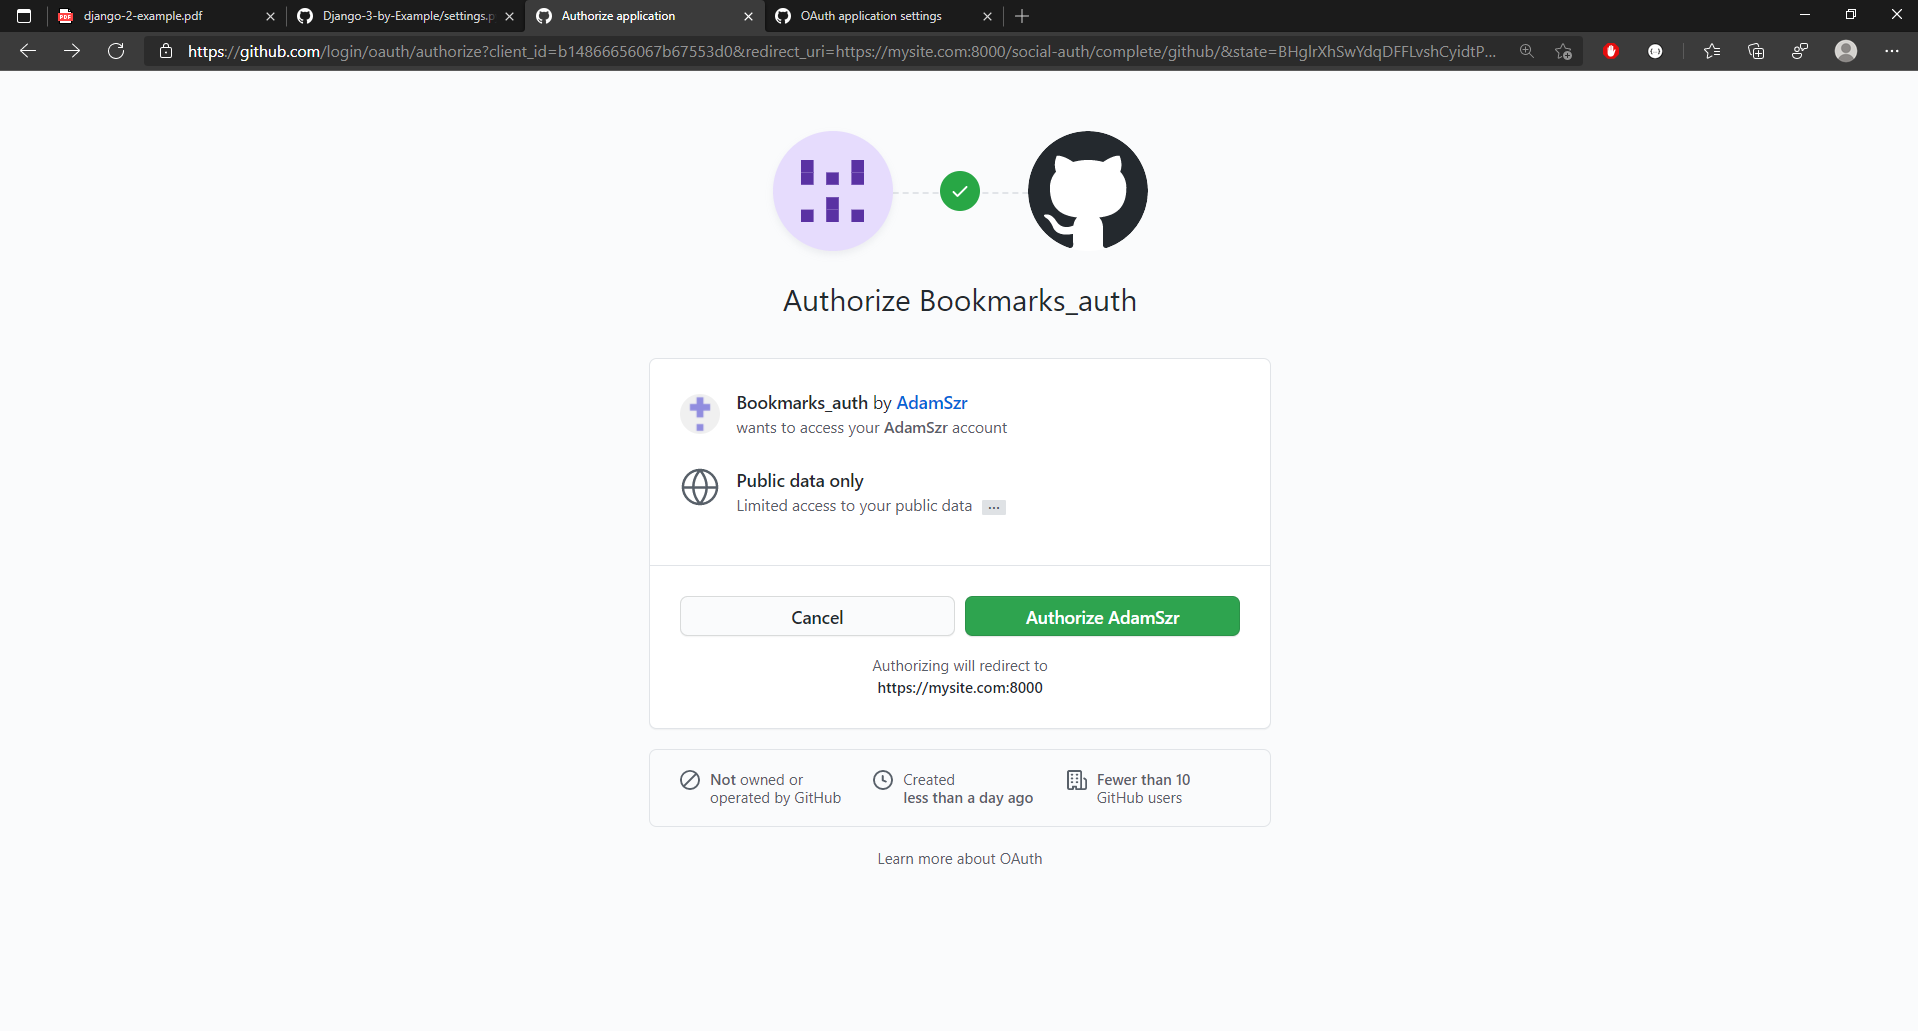 django-2-example.pdf
Django-3-by-Example/settings.p
Authorize application
OAuth application settings
https://github.com/login/oauth/authorize?client_id=b14866656067b67553d0&redirect_uri=https://mysite.com:8000/social-auth/complete/github/&state=BHglrXhSwYdqDFFLvshCyidtP...
Authorize Bookmarks_auth
Bookmarks_auth by AdamSzr
wants to access your AdamSzr account
Public data only
Limited access to your public data ...
Cancel
Authorize AdamSzr
Authorizing will redirect to
https://mysite.com:8000
Not owned or
operated by GitHub
Created
less than a day ago
Fewer than 10
GitHub users
Learn more about OAuth